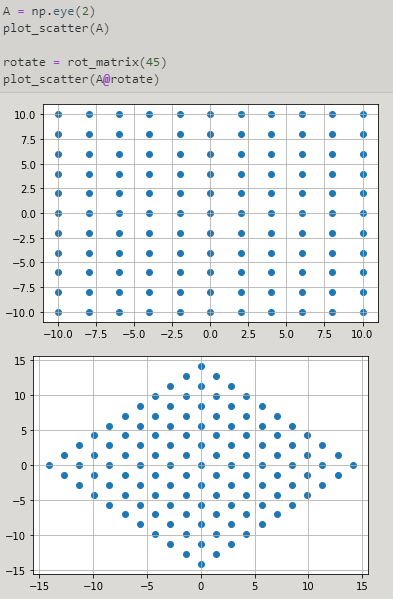 A = np.eye(2)
plot_scatter(A)
rotate = rot_matrix(45)
plot_scatter(A@rotate)
10.0
7.5
5.0
2.5
0.0
−2.5
−5.0
−7.5
−10.0
−10.0 −7.5 −5.0 −2.5 0.0 2.5 5.0 7.5 10.0
15
10
5
0
−5
−10
−15
−15 −10 −5 0 5 10 15